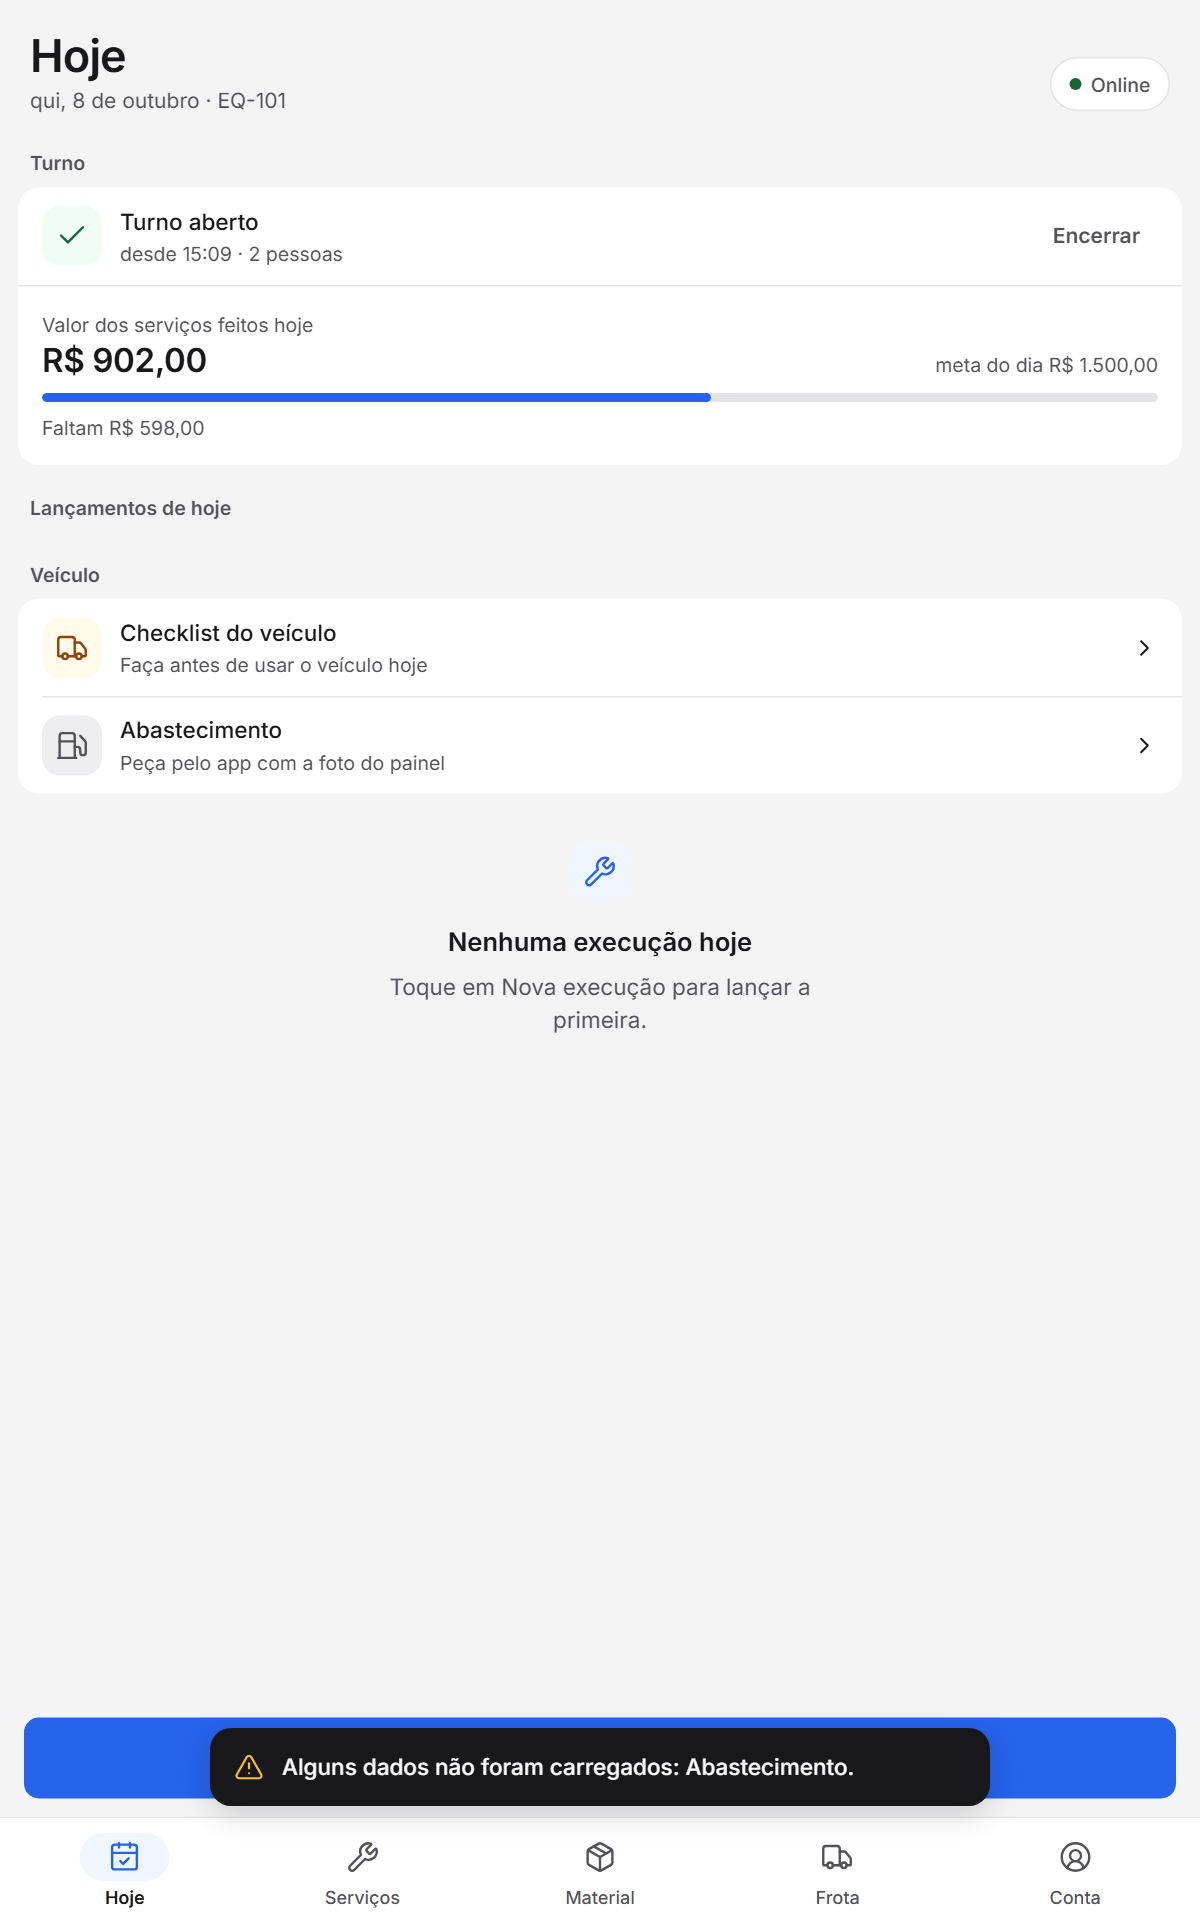 Hoje
qui, 8 de outubro · EQ-101
Online
Turno
Turno aberto
desde 15:09 · 2 pessoas
Encerrar
Valor dos serviços feitos hoje
R$ 902,00
meta do dia R$ 1.500,00
Faltam R$ 598,00
Lançamentos de hoje
Veículo
Checklist do veículo
Faça antes de usar o veículo hoje
Abastecimento
Peça pelo app com a foto do painel
Nenhuma execução hoje
Toque em Nova execução para lançar a
primeira.
Alguns dados não foram carregados: Abastecimento.
Hoje
Serviços
Material
Frota
Conta